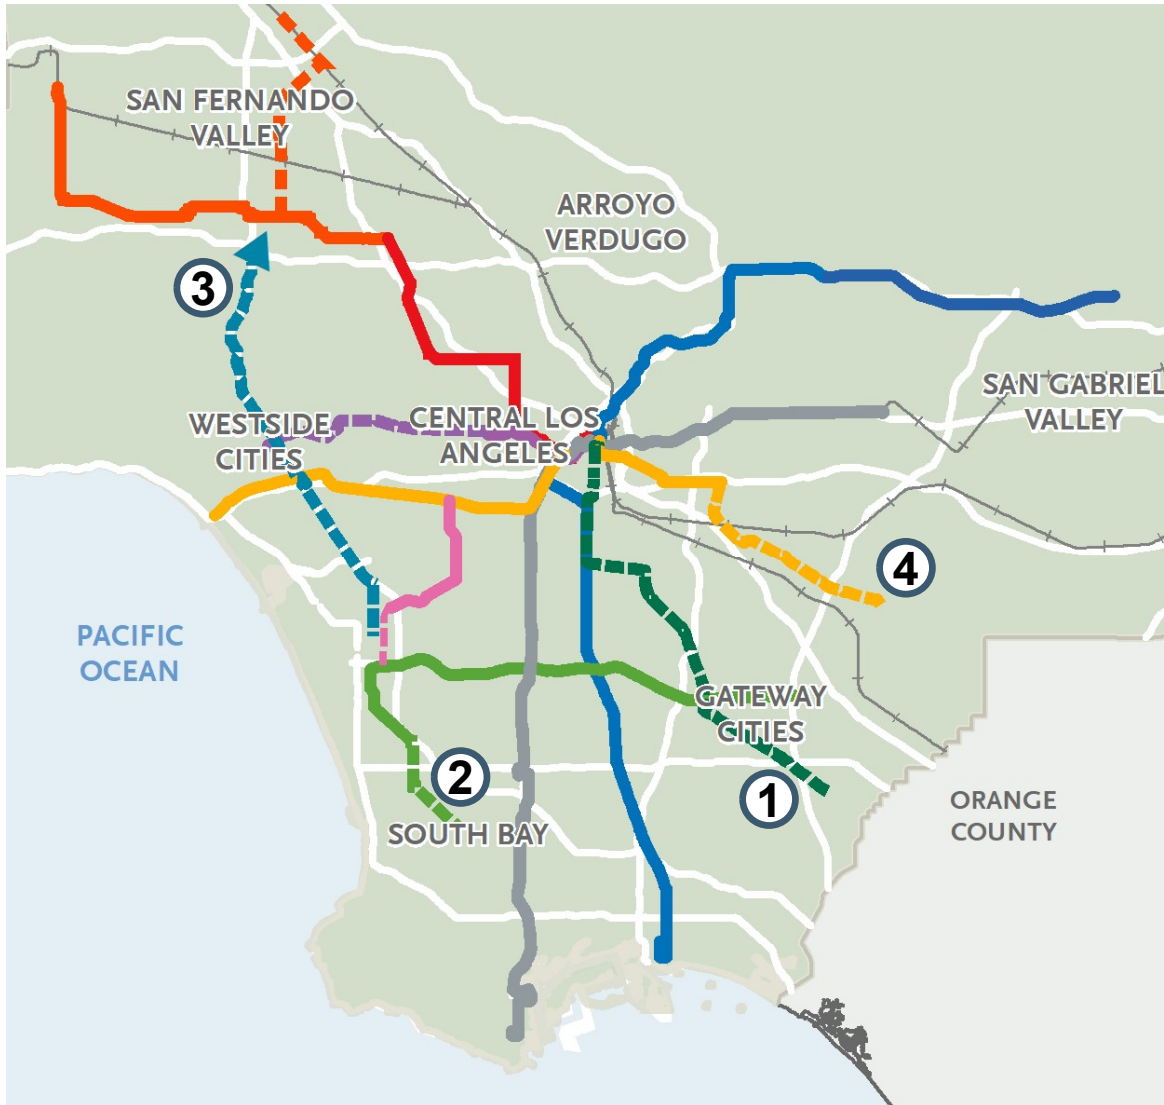 SAN FERNANDO
VALLEY
ARROYO
VERDUGO
3
SAN GABRIEL
VALLEY
WESTSIDE
CITIES
CENTRAL LOS
ANGELES
4
PACIFIC
OCEAN
GATEWAY
CITIES
2
1
SOUTH BAY
ORANGE
COUNTY